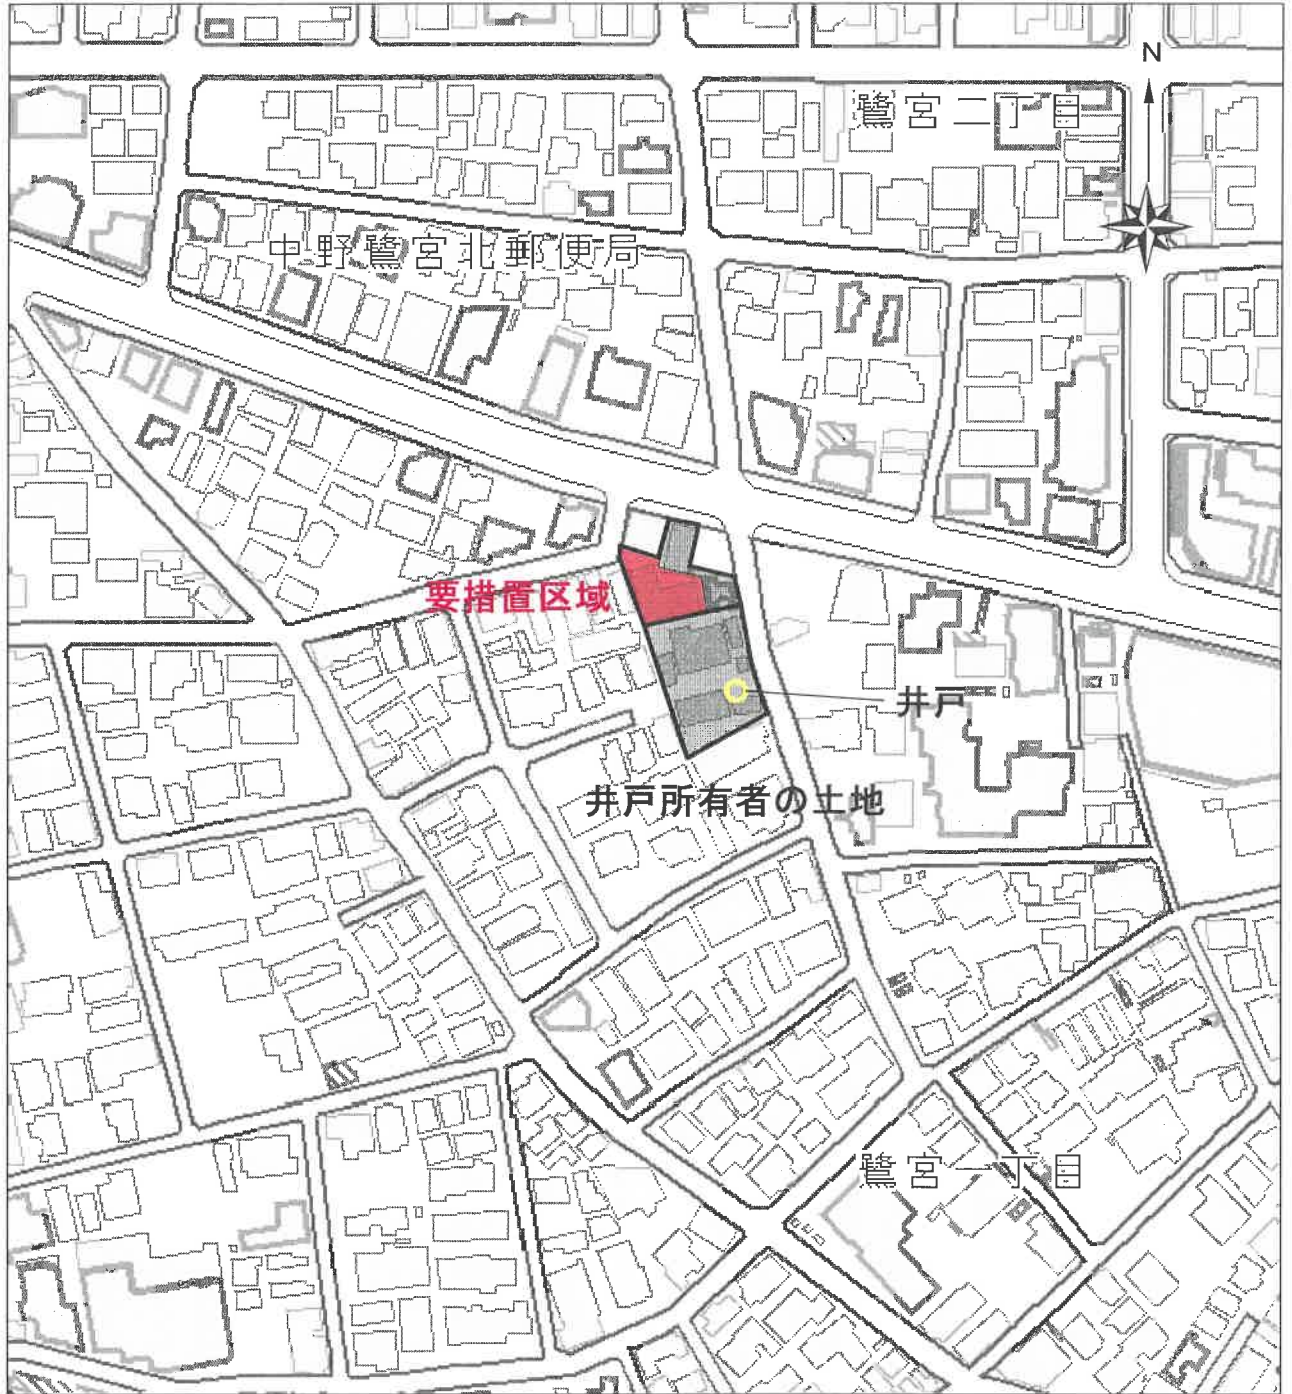 N
鷺宮二丁目
中野鷺宮北郵便局
要措置区域
井戸
井戸所有者の土地
鷺宮一丁目